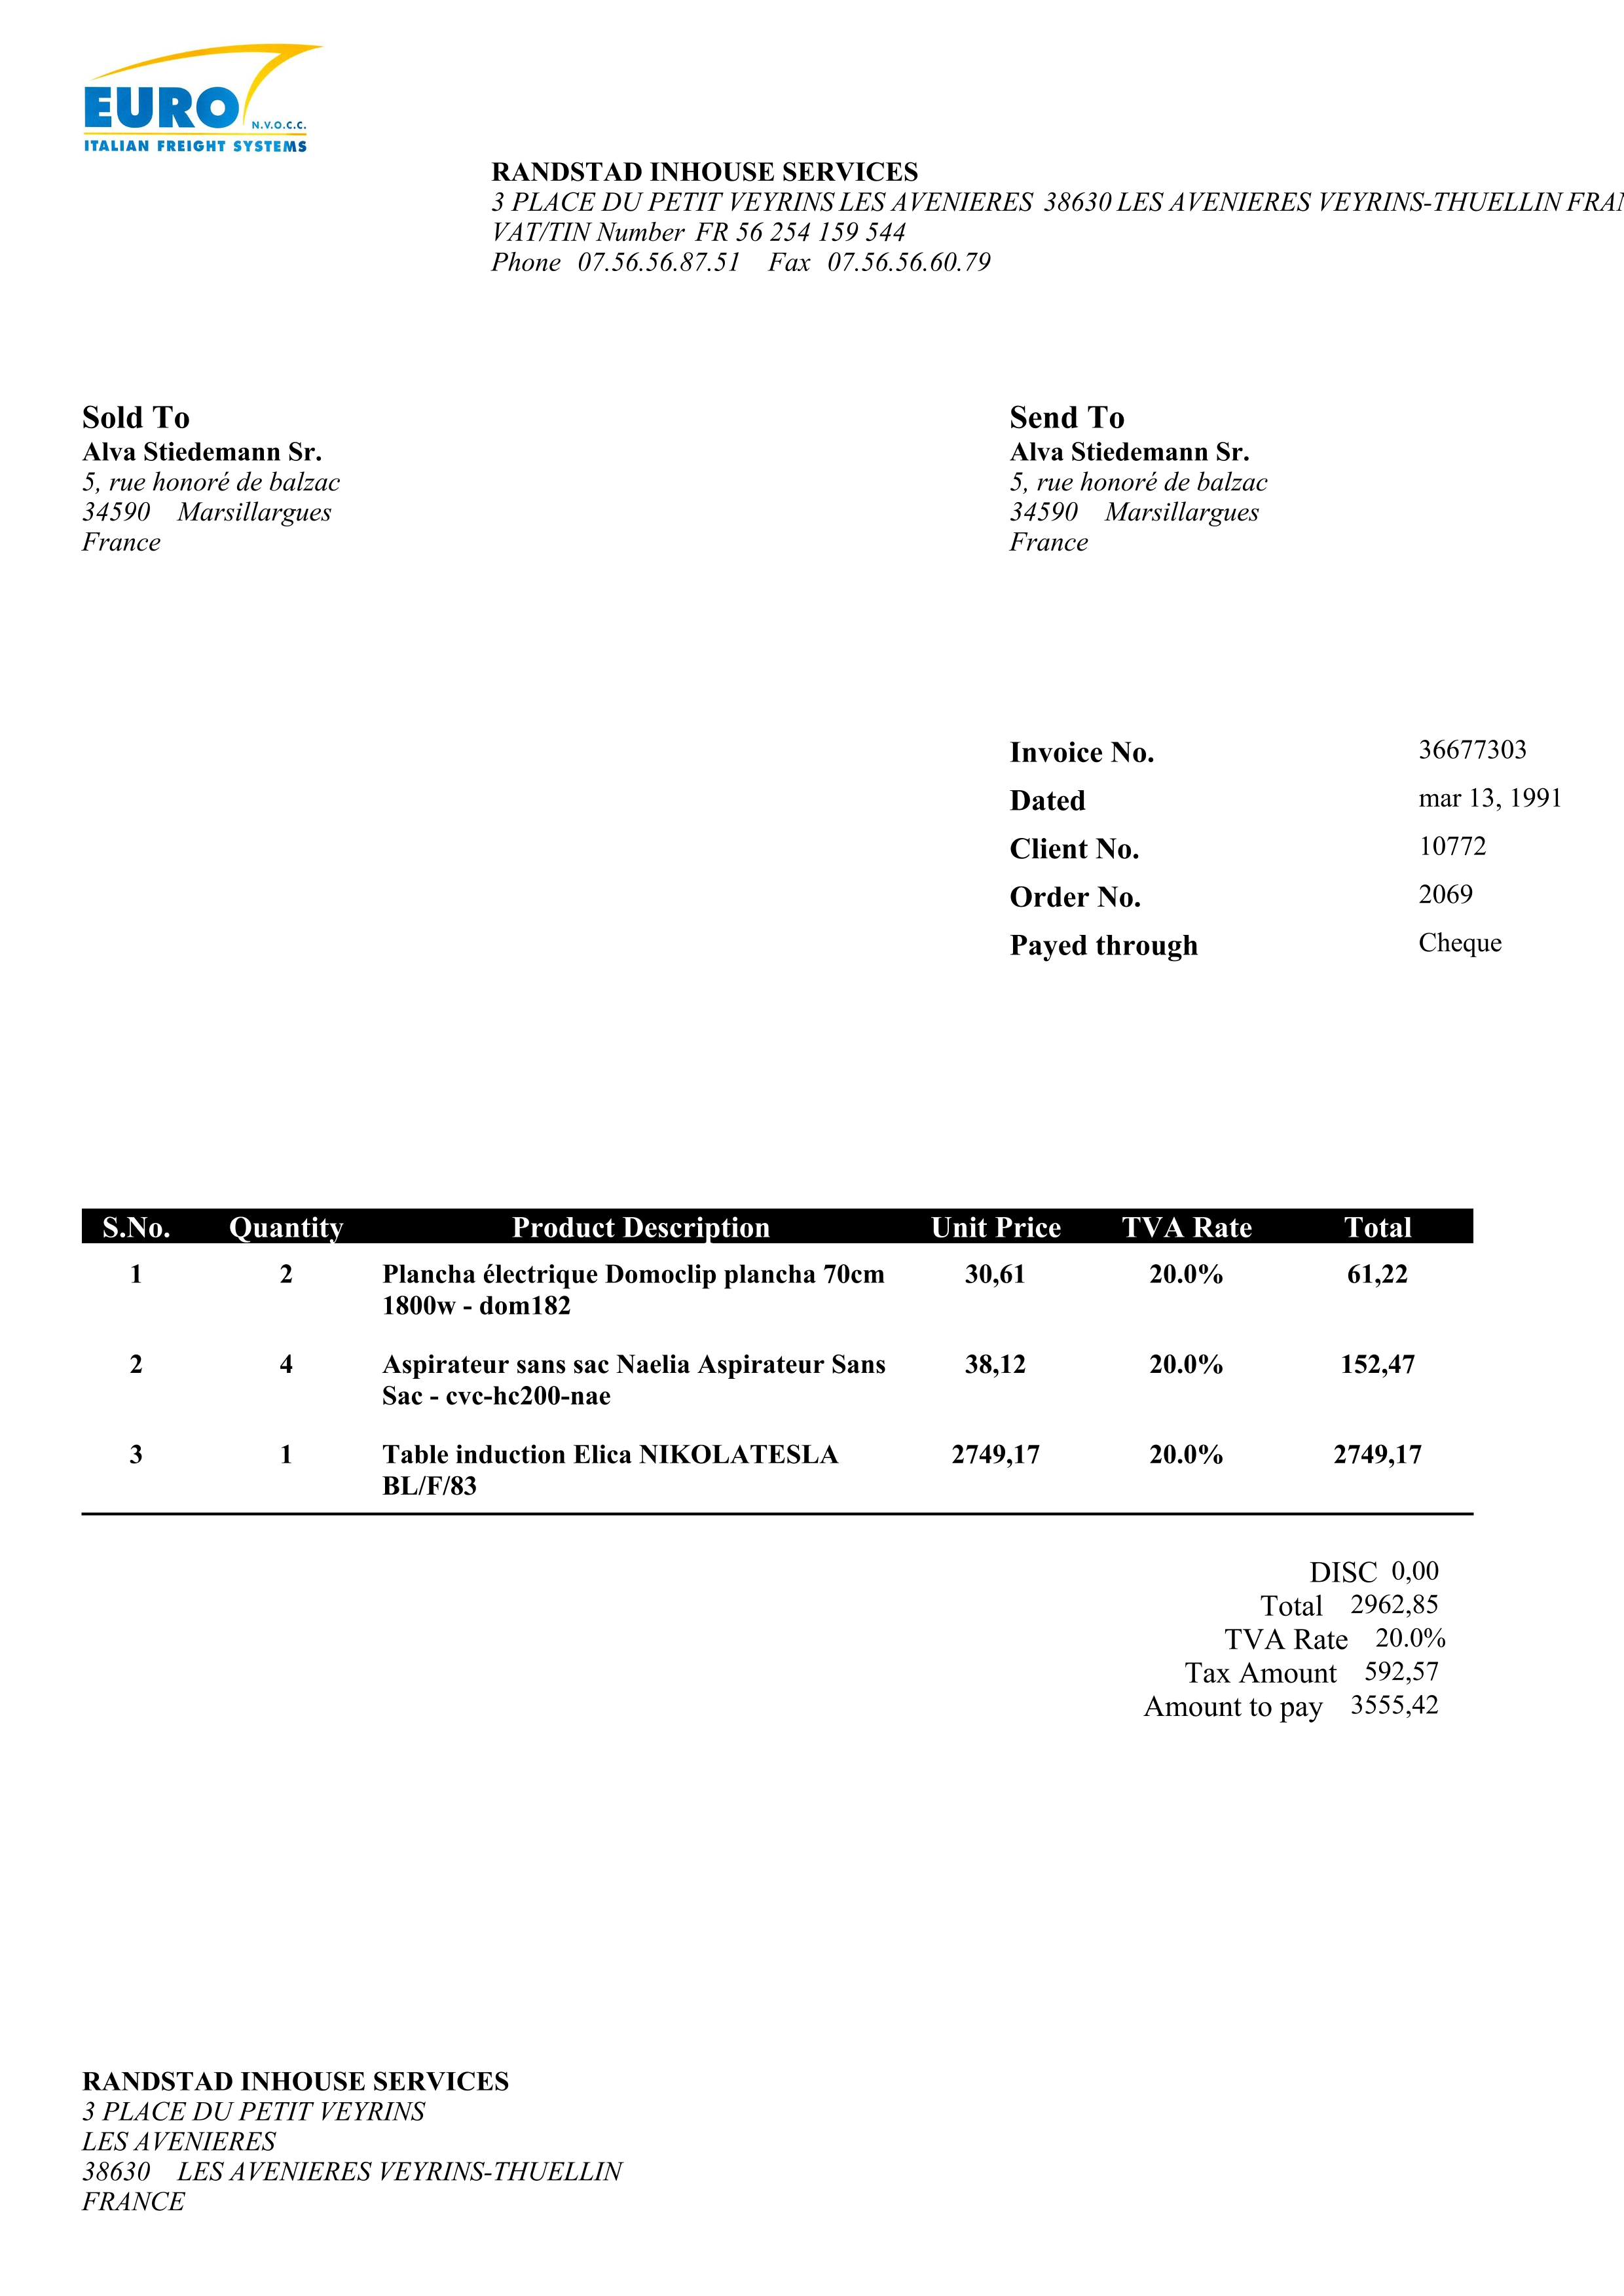 EURO
N.V.O.C.C.
ITALIAN FREIGHT SYSTEMS
RANDSTAD INHOUSE SERVICES
3 PLACE DU PETIT VEYRINS LES AVENIERES 38630 LES AVENIERES VEYRINS-THUELLIN FRAN
VAT/TIN Number FR 56 254 159 544
Phone 07.56.56.87.51 Fax 07.56.56.60.79
Sold To
Alva Stiedemann Sr.
5, rue honoré de balzac
34590 Marsillargues
France
Send To
Alva Stiedemann Sr.
5, rue honoré de balzac
34590 Marsillargues
France
Invoice No. 36677303
Dated mar 13, 1991
Client No. 10772
Order No. 2069
Payed through Cheque
S.No. Quantity Product Description Unit Price TVA Rate Total
1 2 Plancha électrique Domoclip plancha 70cm 30,61 20.0% 61,22
1800w - dom182
2 4 Aspirateur sans sac Naelia Aspirateur Sans 38,12 20.0% 152,47
Sac - cvc-hc200-nae
3 1 Table induction Elica NIKOLATESLA 2749,17 20.0% 2749,17
BL/F/83
DISC 0,00
Total 2962,85
TVA Rate 20.0%
Tax Amount 592,57
Amount to pay 3555,42
RANDSTAD INHOUSE SERVICES
3 PLACE DU PETIT VEYRINS
LES AVENIERES
38630 LES AVENIERES VEYRINS-THUELLIN
FRANCE